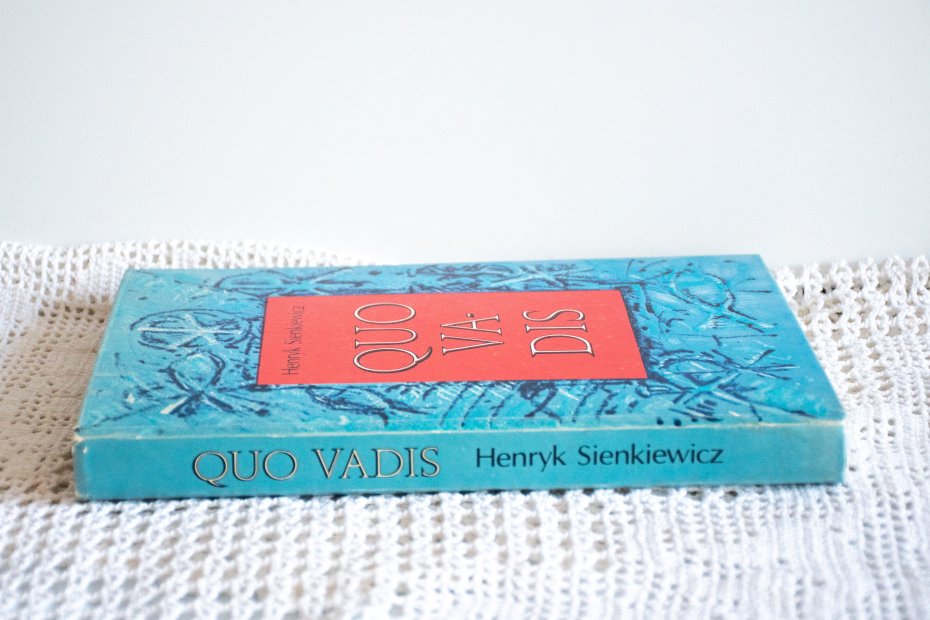 Henryk Sienkiewicz
QUO
VA-
DIS
QUO VADIS Henryk Sienkiewicz